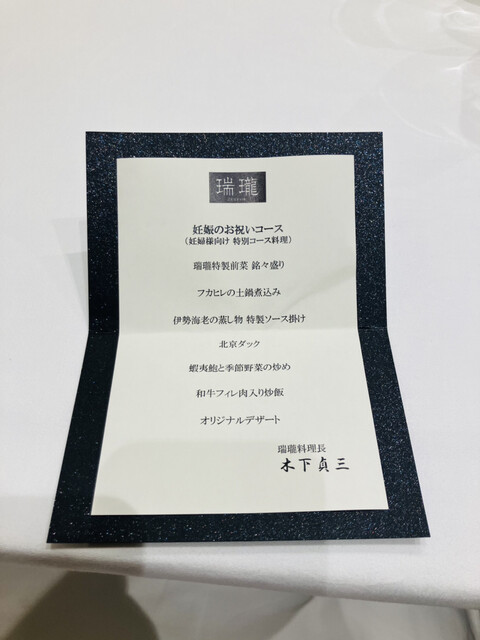 瑞瓏
妊娠のお祝いコース
(妊婦様向け 特別コース料理)
瑞瓏特製前菜 銘々盛り
フカヒレの土鍋煮込み
伊勢海老の蒸し物 特製ソース掛け
北京ダック
蝦夷鮑と季節野菜の炒め
和牛フィレ肉入り炒飯
オリジナルデザート
瑞瓏料理長
木下貞三